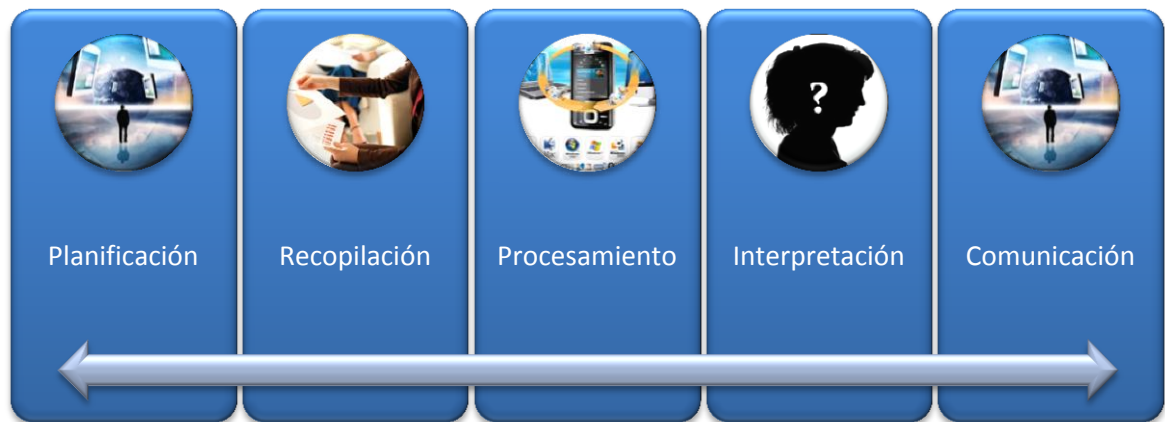 Planificación
Recopilación
Procesamiento
Interpretación
Comunicación
?